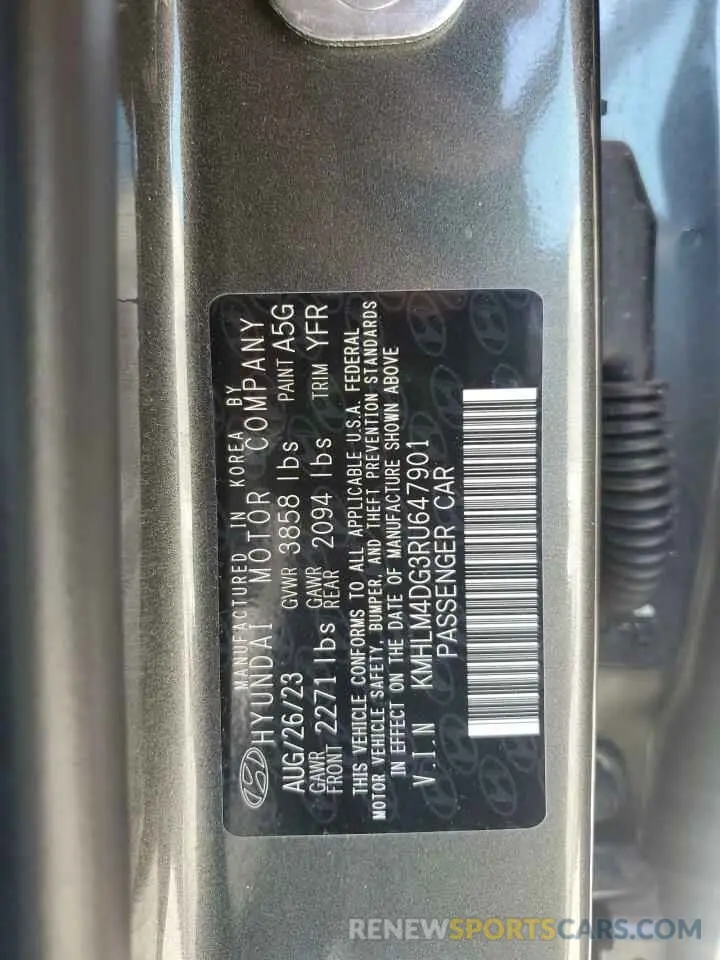 MANUFACTURED IN KOREA BY
HYUNDAI MOTOR COMPANY
AUG/26/23 GVWR 3858 lbs PAINT A5G
GAWR FRONT 2271 lbs GAWR REAR 2094 lbs TRIM YFR
THIS VEHICLE CONFORMS TO ALL APPLICABLE U.S.A. FEDERAL
MOTOR VEHICLE SAFETY, BUMPER, AND THEFT PREVENTION STANDARDS
IN EFFECT ON THE DATE OF MANUFACTURE SHOWN ABOVE
V.I.N KMHLM4DG3RU647901
PASSENGER CAR
RENEWSPORTSCARS.COM